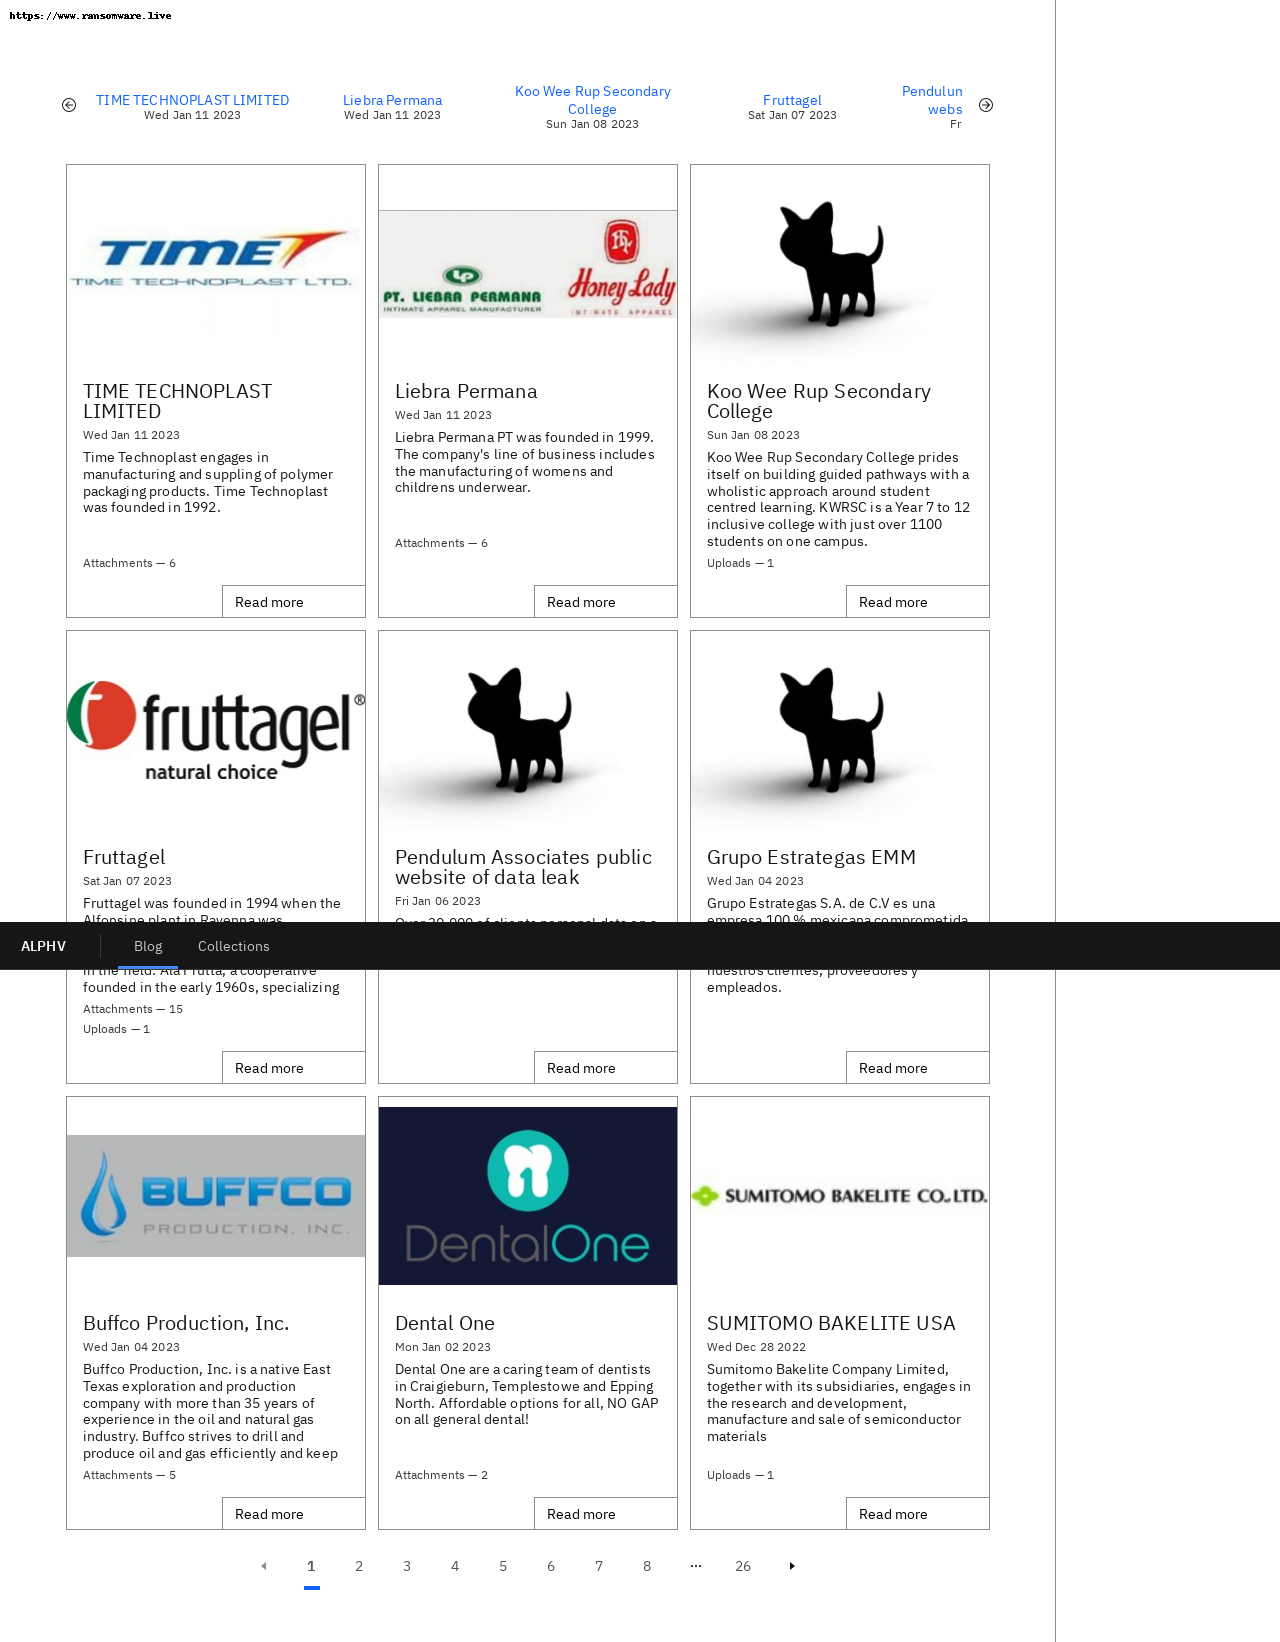 https://www.ransomware.live
TIME TECHNOPLAST LIMITED
Wed Jan 11 2023
Liebra Permana
Wed Jan 11 2023
Koo Wee Rup Secondary
College
Sun Jan 08 2023
Fruttagel
Sat Jan 07 2023
Pendulun
webs
Fr
TIME
TIME TECHNOPLAST LTD.
LP
PT. LIEBRA PERMANA
INTIMATE APPAREL MANUFACTURER
Honey Lady
INTIMATE APPAREL
TIME TECHNOPLAST
LIMITED
Wed Jan 11 2023
Time Technoplast engages in
manufacturing and suppling of polymer
packaging products. Time Technoplast
was founded in 1992.
Attachments — 6
Read more
Liebra Permana
Wed Jan 11 2023
Liebra Permana PT was founded in 1999.
The company's line of business includes
the manufacturing of womens and
childrens underwear.
Attachments — 6
Read more
Koo Wee Rup Secondary
College
Sun Jan 08 2023
Koo Wee Rup Secondary College prides
itself on building guided pathways with a
wholistic approach around student
centred learning. KWRSC is a Year 7 to 12
inclusive college with just over 1100
students on one campus.
Uploads — 1
Read more
fruttagel®
natural choice
Fruttagel
Sat Jan 07 2023
Fruttagel was founded in 1994 when the
Alfonsine plant in Ravenna was
in the field: Ala Frutta, a cooperative
founded in the early 1960s, specializing
Attachments — 15
Uploads — 1
Read more
Pendulum Associates public
website of data leak
Fri Jan 06 2023
Over 30,000 of clients personal data on a
Read more
Grupo Estrategas EMM
Wed Jan 04 2023
Grupo Estrategas S.A. de C.V es una
empresa 100 % mexicana comprometida
nuestros clientes, proveedores y
empleados.
Read more
ALPHV
Blog
Collections
BUFFCO
PRODUCTION, INC.
DentalOne
SUMITOMO BAKELITE CO., LTD.
Buffco Production, Inc.
Wed Jan 04 2023
Buffco Production, Inc. is a native East
Texas exploration and production
company with more than 35 years of
experience in the oil and natural gas
industry. Buffco strives to drill and
produce oil and gas efficiently and keep
Attachments — 5
Read more
Dental One
Mon Jan 02 2023
Dental One are a caring team of dentists
in Craigieburn, Templestowe and Epping
North. Affordable options for all, NO GAP
on all general dental!
Attachments — 2
Read more
SUMITOMO BAKELITE USA
Wed Dec 28 2022
Sumitomo Bakelite Company Limited,
together with its subsidiaries, engages in
the research and development,
manufacture and sale of semiconductor
materials
Uploads — 1
Read more
1 2 3 4 5 6 7 8 ... 26